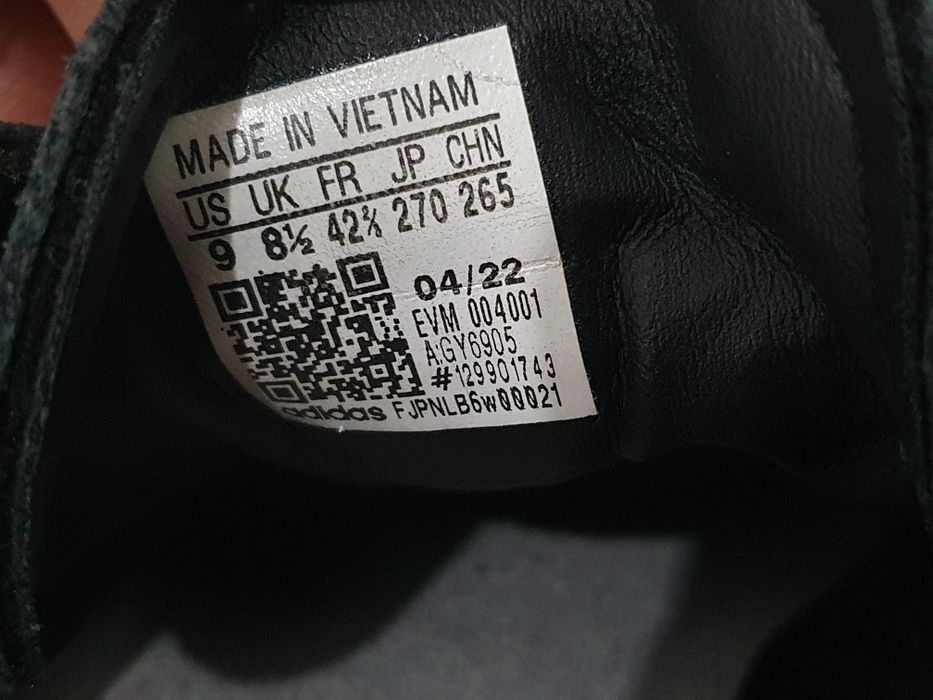 MADE IN VIETNAM
US UK FR JP CHN
9 8½ 42⅔ 270 265
04/22
EVM 004001
A:GY6905
#129901743
adidas FJPNLB6w00021